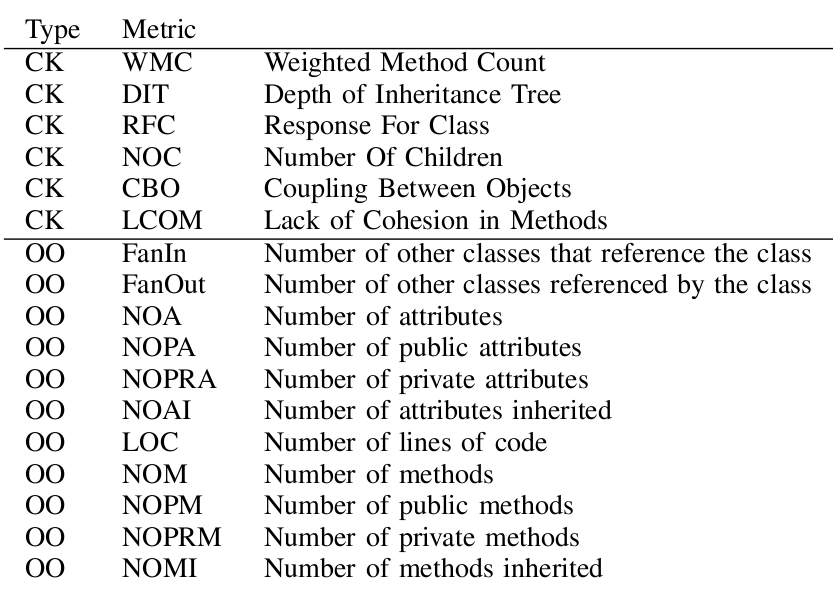 Type Metric
CK WMC Weighted Method Count
CK DIT Depth of Inheritance Tree
CK RFC Response For Class
CK NOC Number Of Children
CK CBO Coupling Between Objects
CK LCOM Lack of Cohesion in Methods
OO FanIn Number of other classes that reference the class
OO FanOut Number of other classes referenced by the class
OO NOA Number of attributes
OO NOPA Number of public attributes
OO NOPRA Number of private attributes
OO NOAI Number of attributes inherited
OO LOC Number of lines of code
OO NOM Number of methods
OO NOPM Number of public methods
OO NOPRM Number of private methods
OO NOMI Number of methods inherited